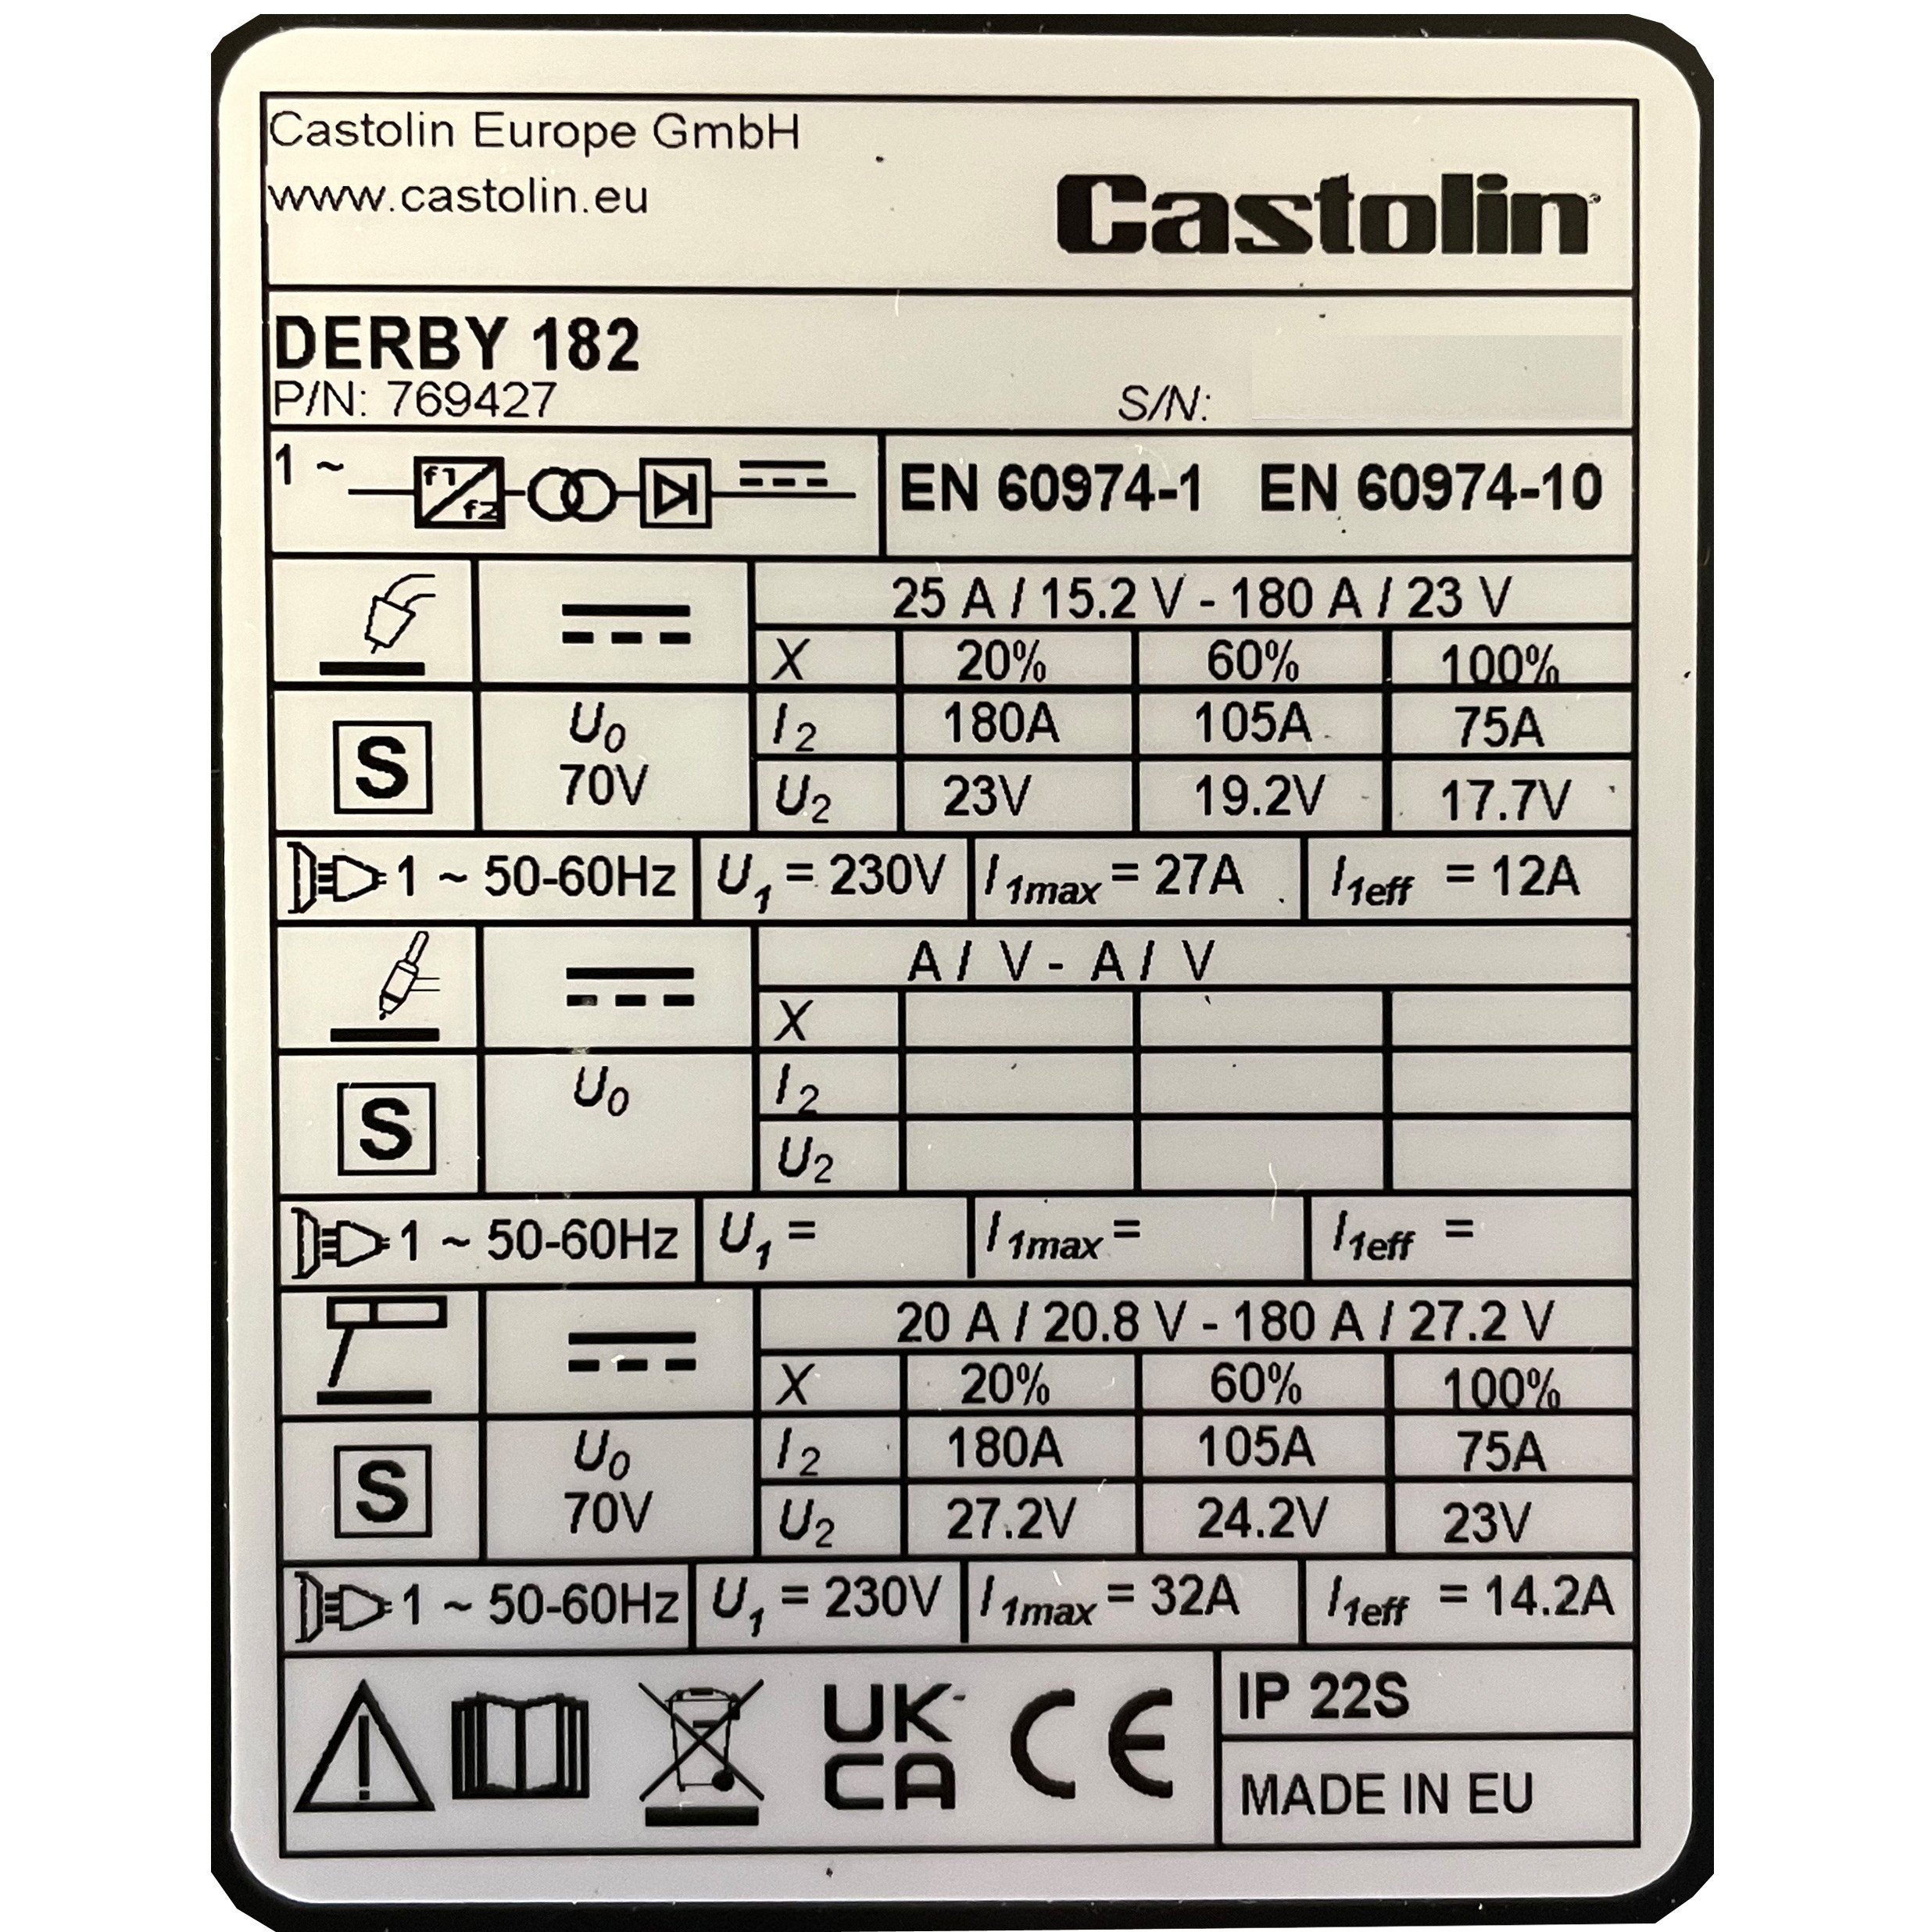 Castolin Europe GmbH
www.castolin.eu
Castolin
DERBY 182
P/N: 769427
S/N:
1 ~ f1 f2
EN 60974-1 EN 60974-10
25 A / 15.2 V - 180 A / 23 V
X 20% 60% 100%
S
U0
70V
I2 180A 105A 75A
U2 23V 19.2V 17.7V
1 ~ 50-60Hz U1 = 230V I1max = 27A I1eff = 12A
A / V - A / V
X
S
U0
I2
U2
1 ~ 50-60Hz U1 = I1max = I1eff =
20 A / 20.8 V - 180 A / 27.2 V
X 20% 60% 100%
S
U0
70V
I2 180A 105A 75A
U2 27.2V 24.2V 23V
1 ~ 50-60Hz U1 = 230V I1max = 32A I1eff = 14.2A
!
UK
CA
CE
IP 22S
MADE IN EU